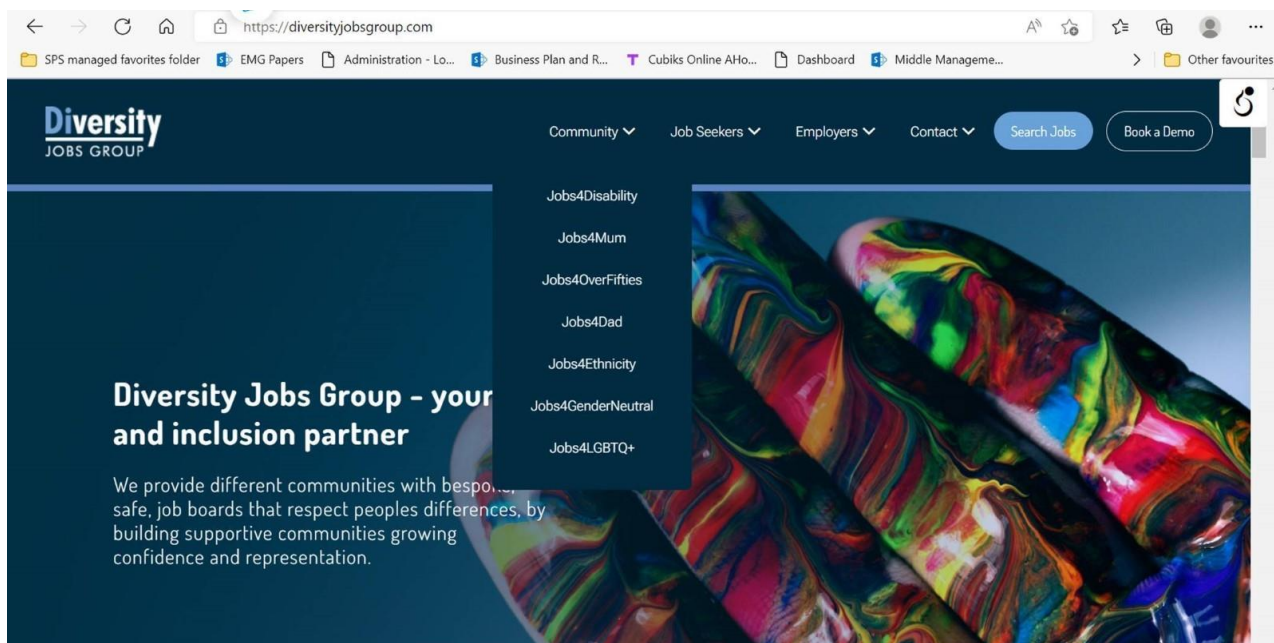 https://diversityjobsgroup.com
SPS managed favorites folder EMG Papers Administration - Lo... Business Plan and R... Cubiks Online AHo... Dashboard Middle Manageme... Other favourites
Diversity
JOBS GROUP
Community Job Seekers Employers Contact Search Jobs Book a Demo
Jobs4Disability
Jobs4Mum
Jobs4OverFifties
Jobs4Dad
Jobs4Ethnicity
Jobs4GenderNeutral
Jobs4LGBTQ+
Diversity Jobs Group - your
and inclusion partner
We provide different communities with bespoke,
safe, job boards that respect peoples differences, by
building supportive communities growing
confidence and representation.